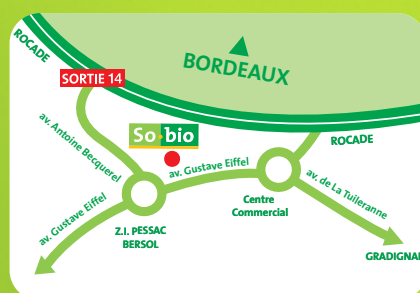 ROCADE
BORDEAUX
SORTIE 14
So•bio
ROCADE
av. Antoine Becquerel
av. Gustave Eiffel
av. de La Tuileranne
av. Gustave Eiffel
Centre
Commercial
Z.I. PESSAC
BERSOL
GRADIGNAN